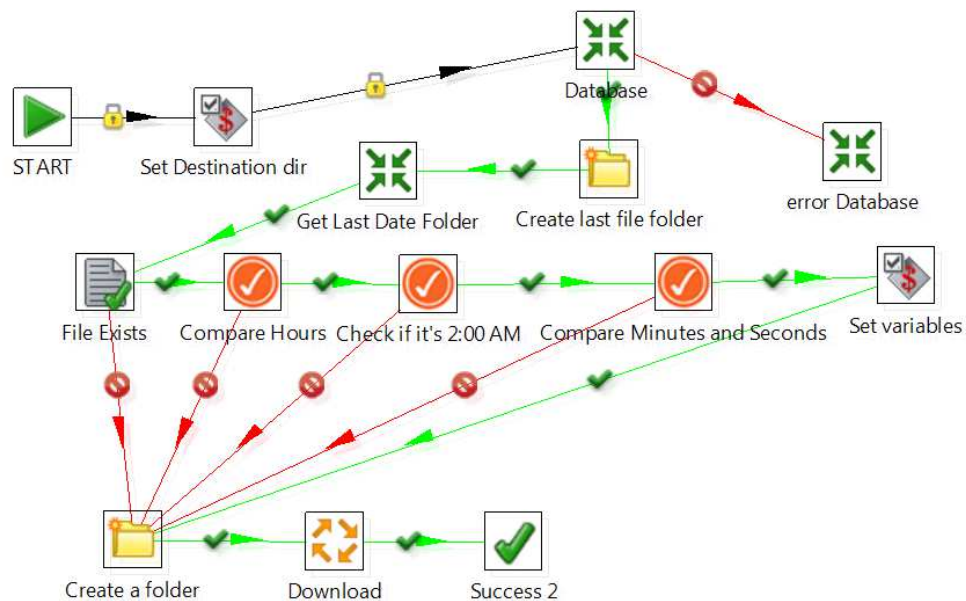 Database
START
Set Destination dir
error Database
Get Last Date Folder
Create last file folder
File Exists
Compare Hours
Check if it's 2:00 AM
Compare Minutes and Seconds
Set variables
Create a folder
Download
Success 2